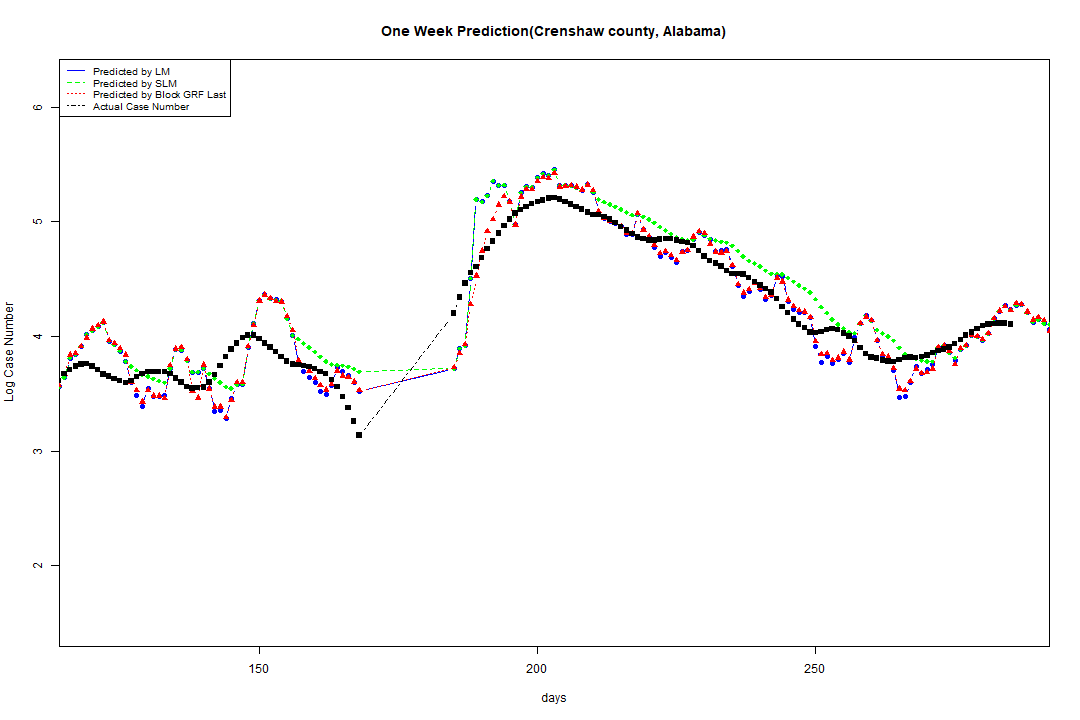 One Week Prediction(Crenshaw county, Alabama)
Predicted by LM
Predicted by SLM
Predicted by Block GRF Last
Actual Case Number
6
5
4
3
2
Log Case Number
150
200
250
days